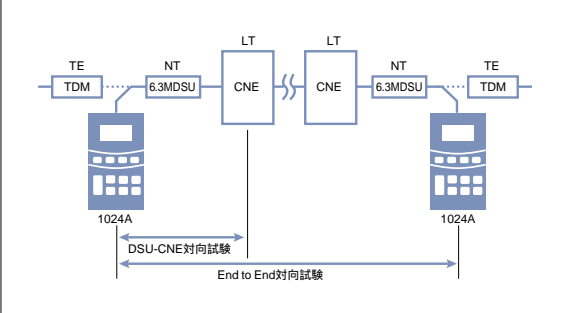 LT LT
TE NT NT TE
TDM 6.3MDSU CNE CNE 6.3MDSU TDM
1024A 1024A
DSU-CNE対向試験
End to End対向試験